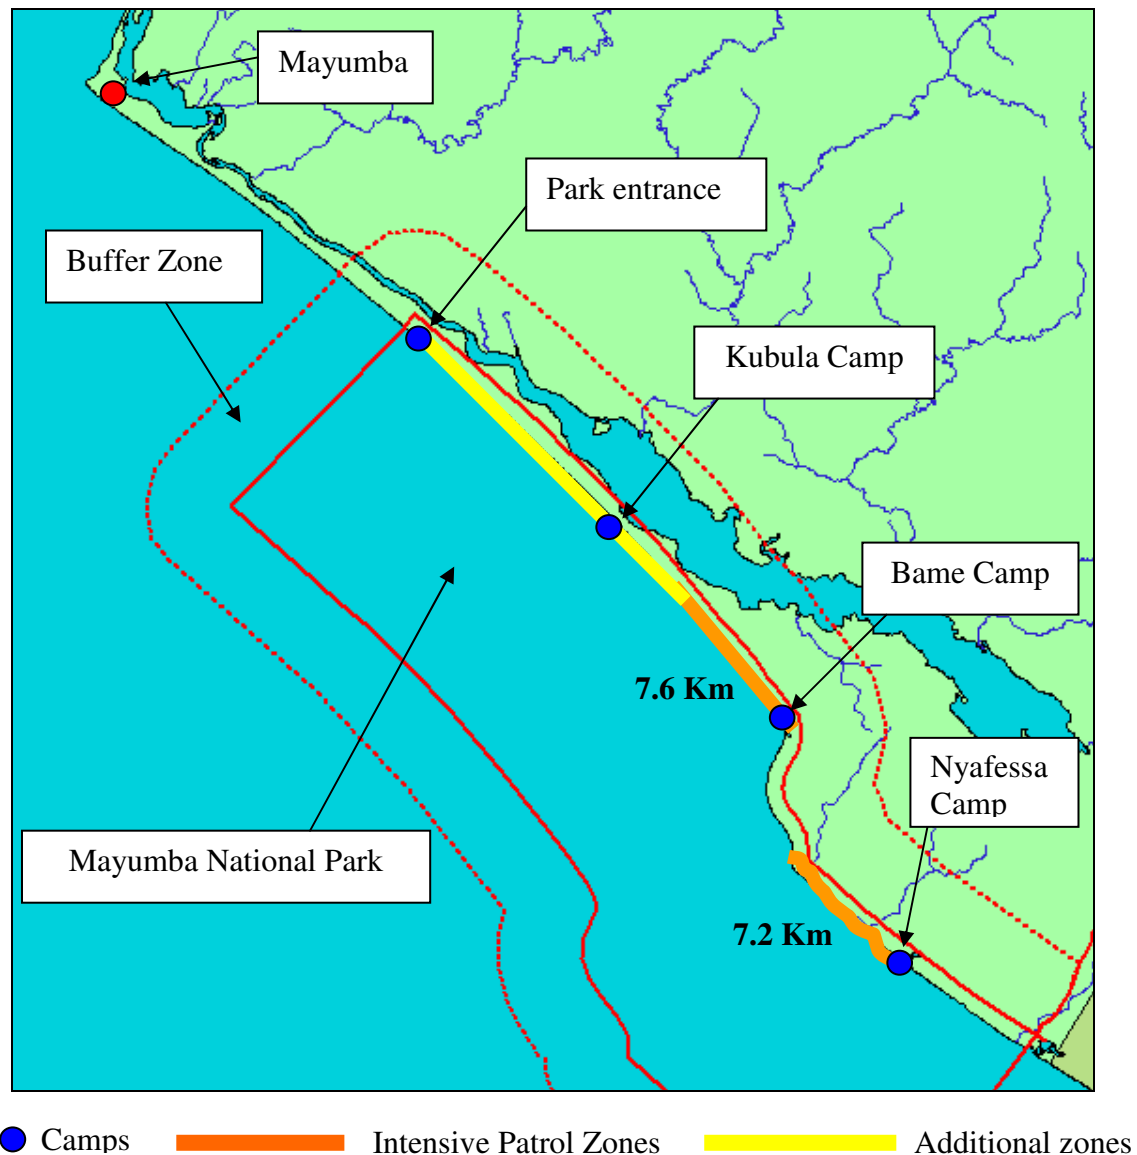 Mayumba
Park entrance
Buffer Zone
Kubula Camp
Bame Camp
7.6 Km
Nyafessa
Camp
Mayumba National Park
7.2 Km
Camps
Intensive Patrol Zones
Additional zones